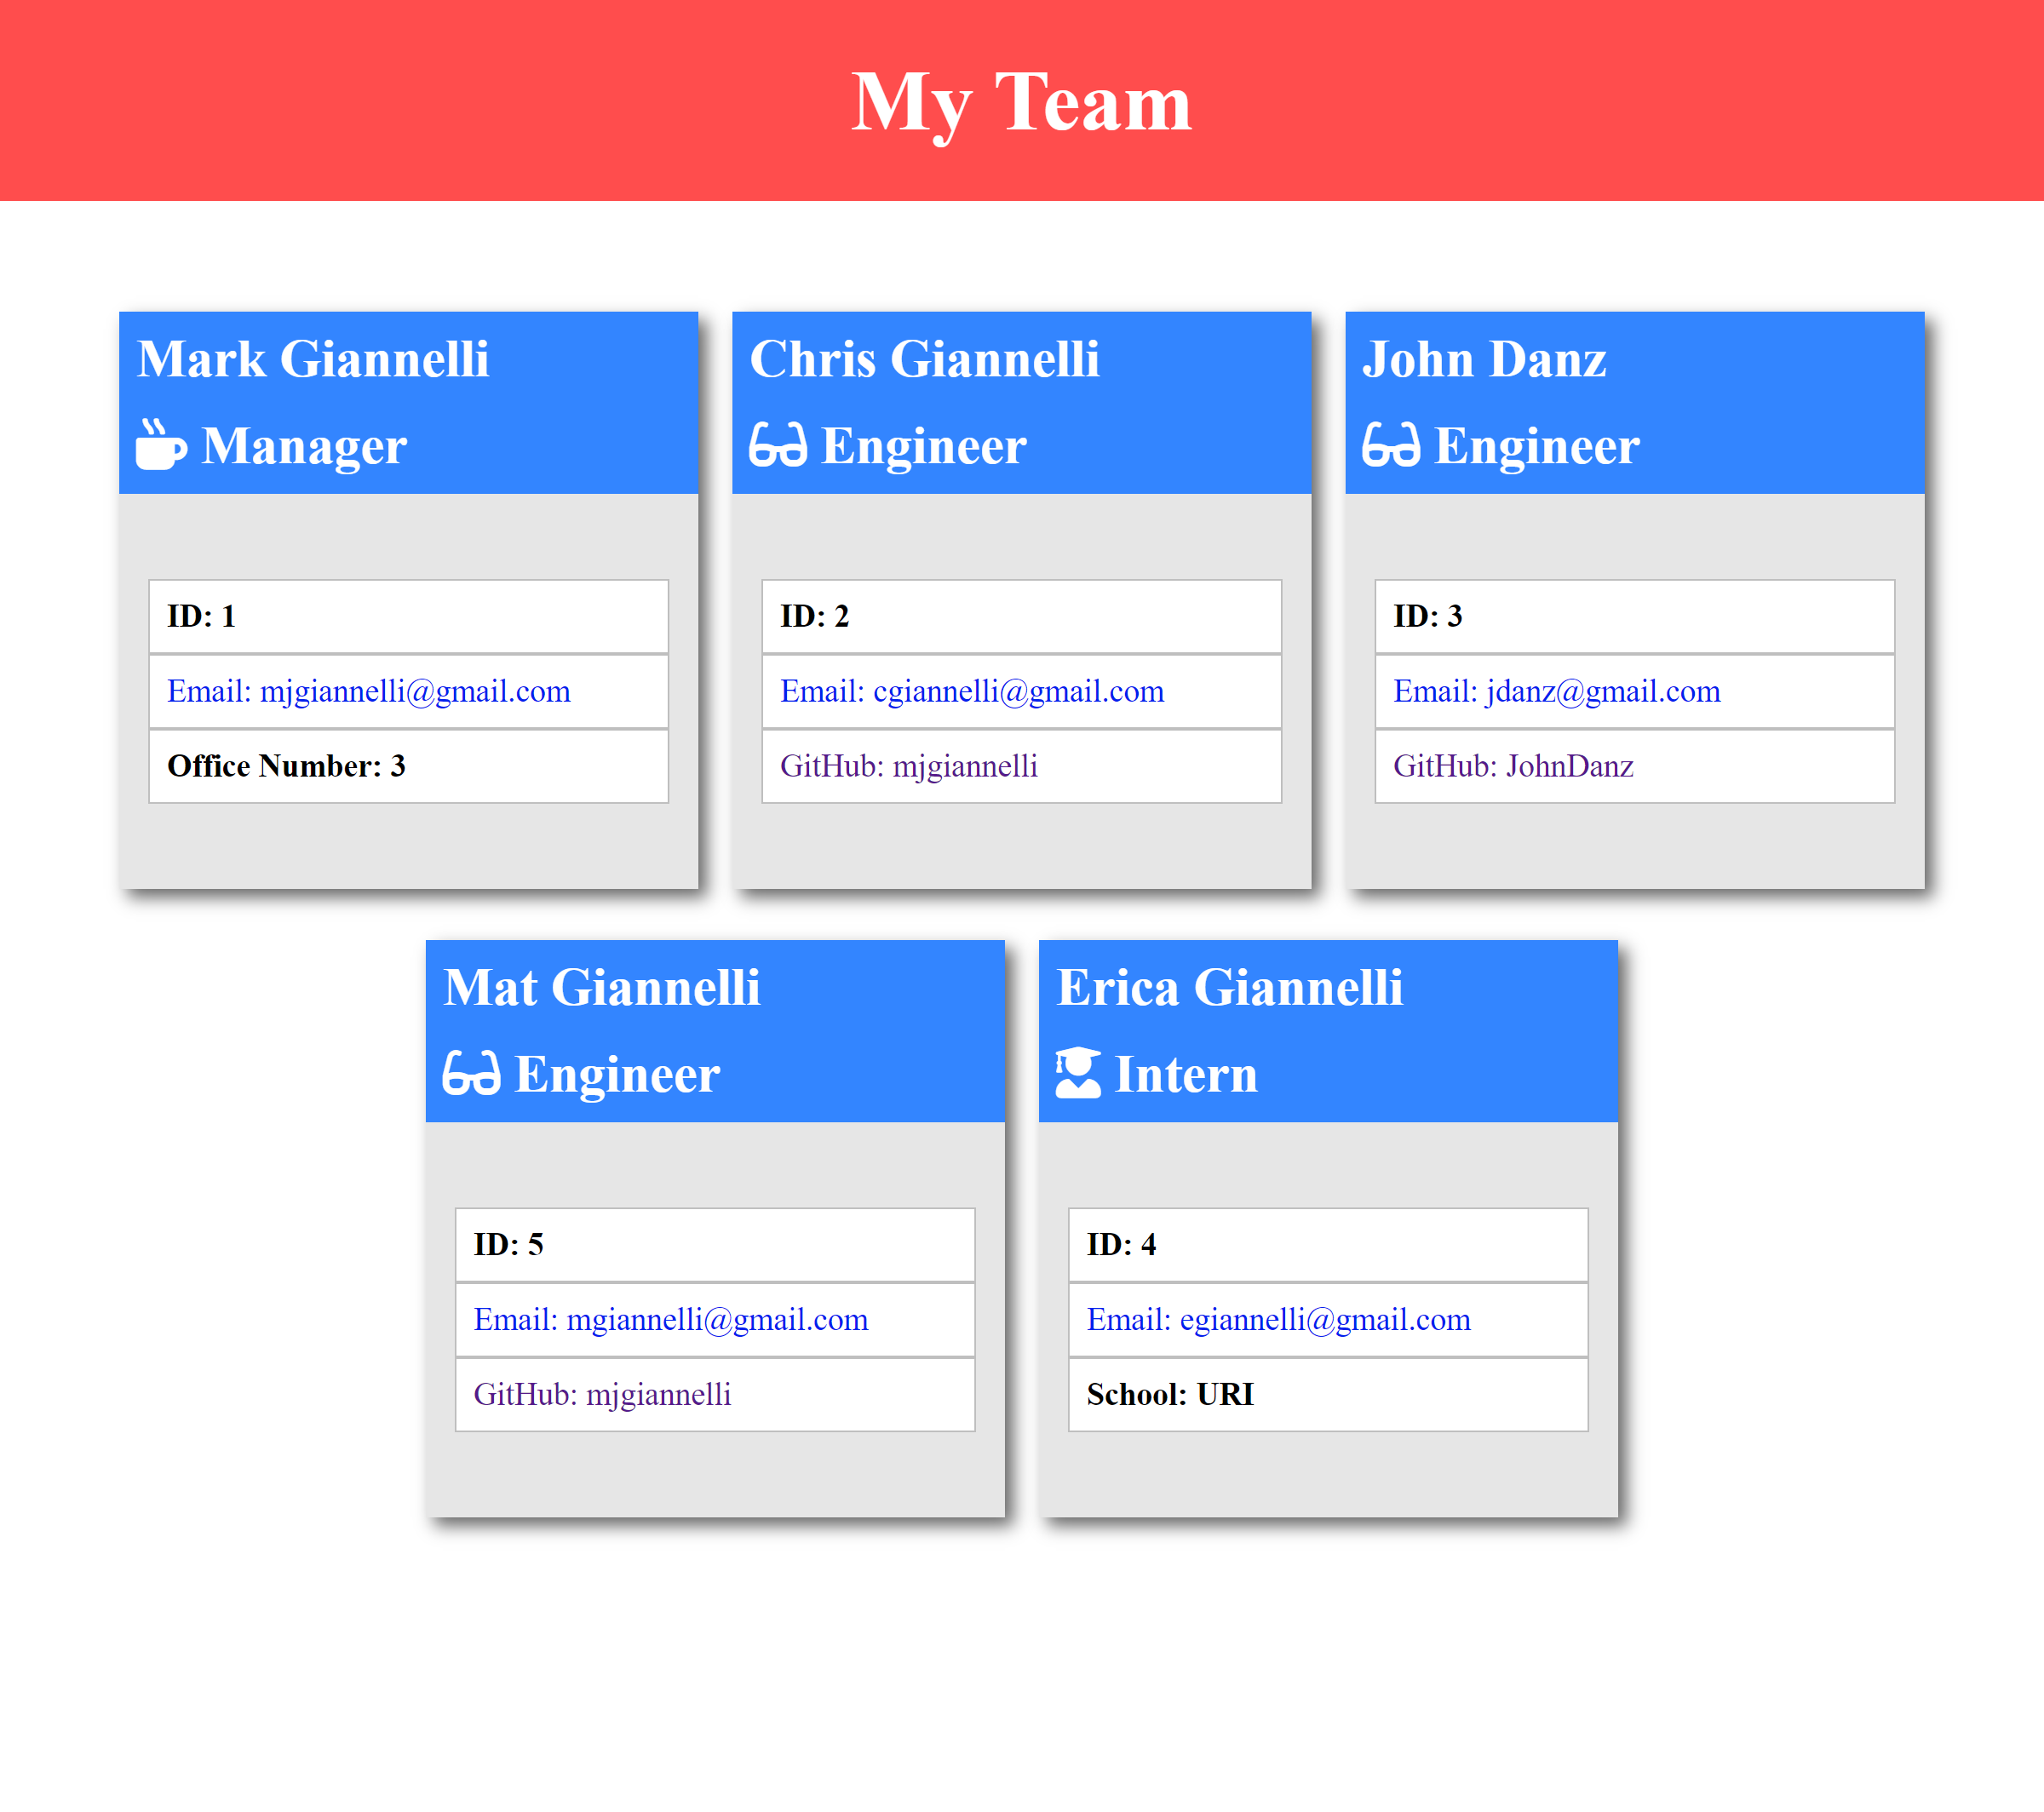 My Team
Mark Giannelli
Manager
ID: 1
Email: mjgiannelli@gmail.com
Office Number: 3
Chris Giannelli
Engineer
ID: 2
Email: cgiannelli@gmail.com
GitHub: mjgiannelli
John Danz
Engineer
ID: 3
Email: jdanz@gmail.com
GitHub: JohnDanz
Mat Giannelli
Engineer
ID: 5
Email: mgiannelli@gmail.com
GitHub: mjgiannelli
Erica Giannelli
Intern
ID: 4
Email: egiannelli@gmail.com
School: URI